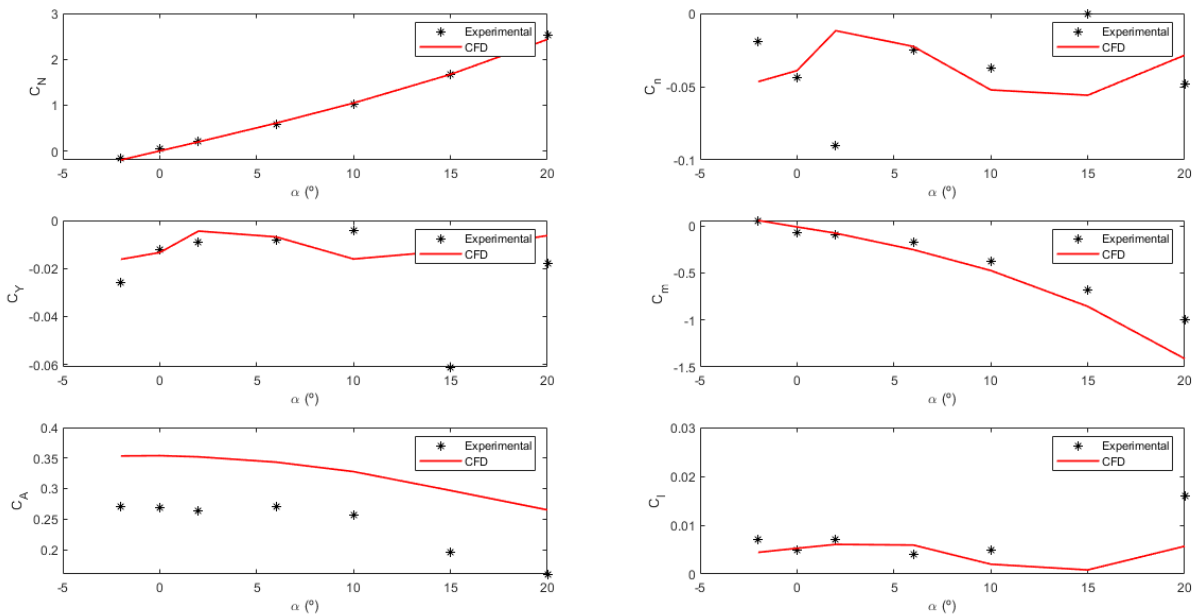 3
2
1
0
C_N
-5
0
5
10
15
20
α (º)
Experimental
CFD
0
-0.05
-0.1
C_n
-5
0
5
10
15
20
α (º)
Experimental
CFD
0
-0.02
-0.04
-0.06
C_Y
-5
0
5
10
15
20
α (º)
Experimental
CFD
0
-0.5
-1
-1.5
C_m
-5
0
5
10
15
20
α (º)
Experimental
CFD
0.4
0.35
0.3
0.25
0.2
C_A
-5
0
5
10
15
20
α (º)
Experimental
CFD
0.03
0.02
0.01
0
C_l
-5
0
5
10
15
20
α (º)
Experimental
CFD